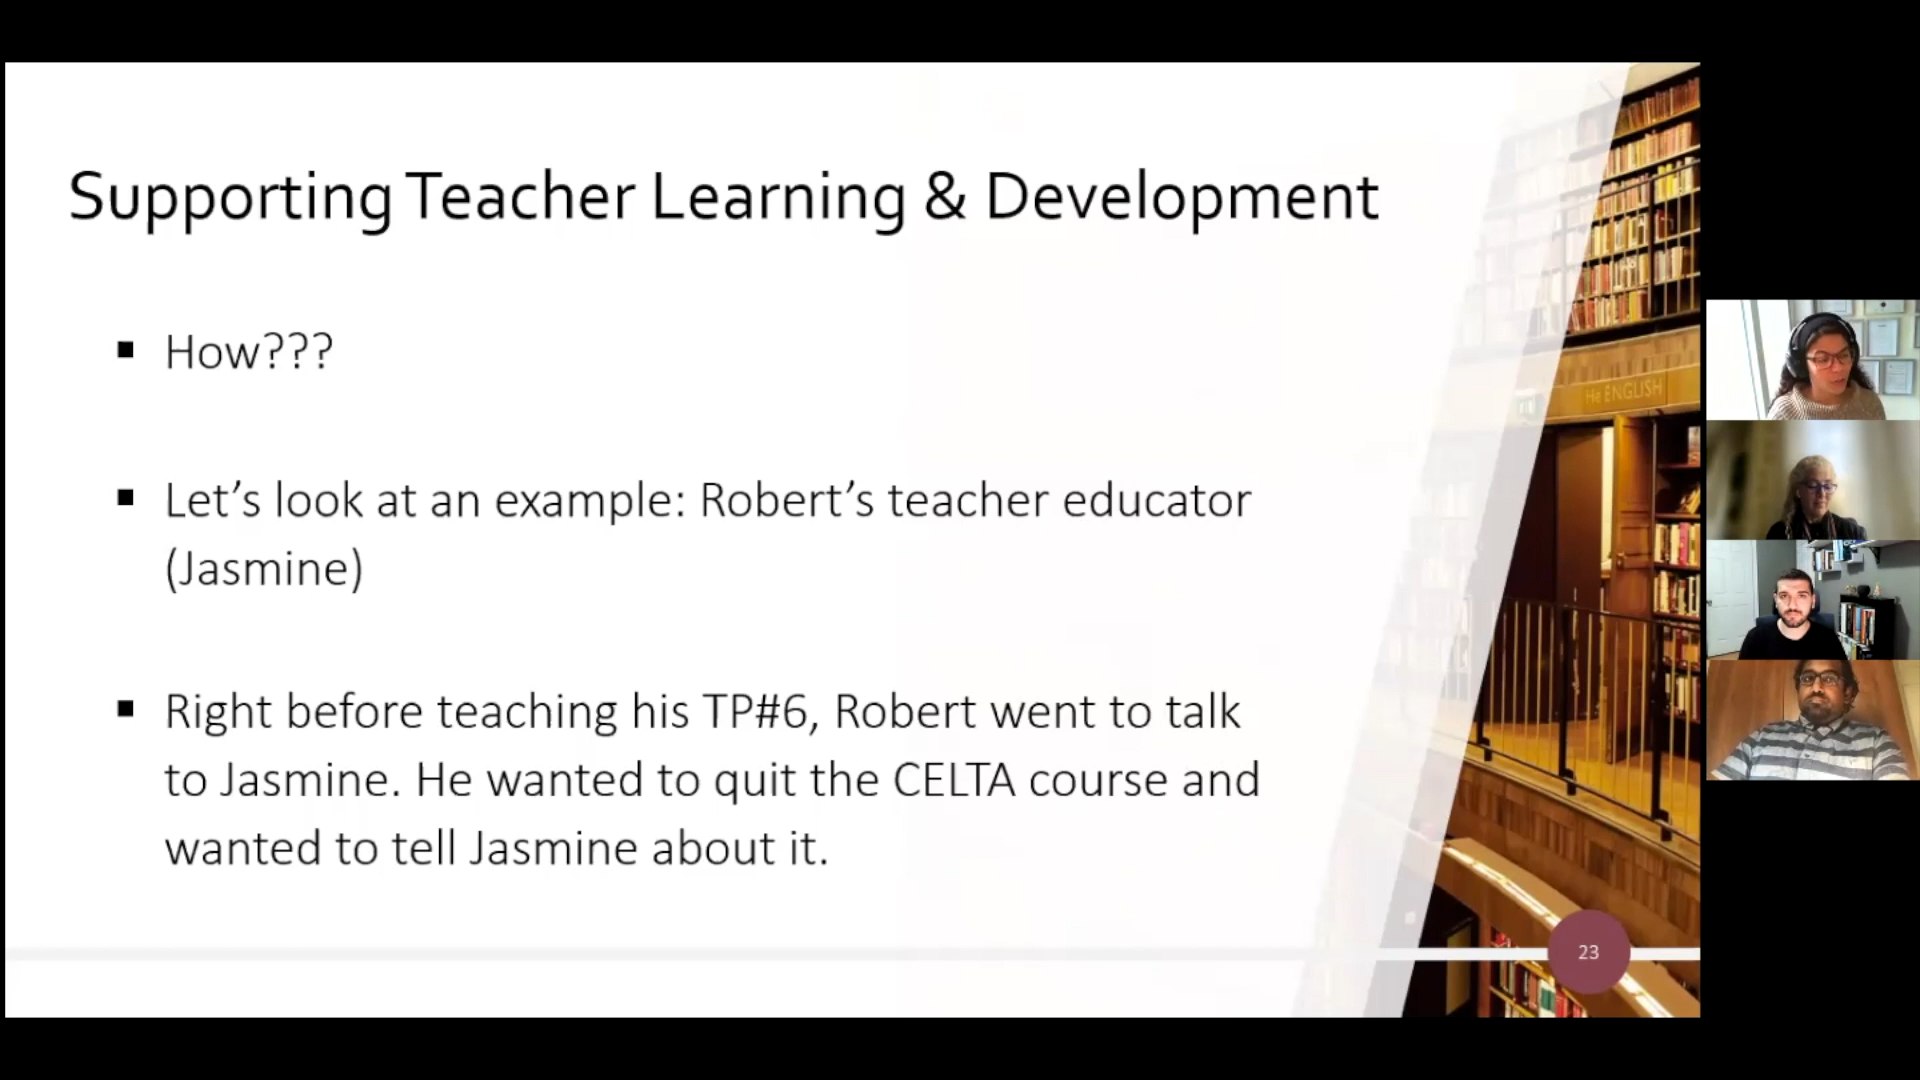 Supporting Teacher Learning & Development
▪ How???
▪ Let’s look at an example: Robert’s teacher educator
(Jasmine)
▪ Right before teaching his TP#6, Robert went to talk
to Jasmine. He wanted to quit the CELTA course and
wanted to tell Jasmine about it.
He ENGLISH
23